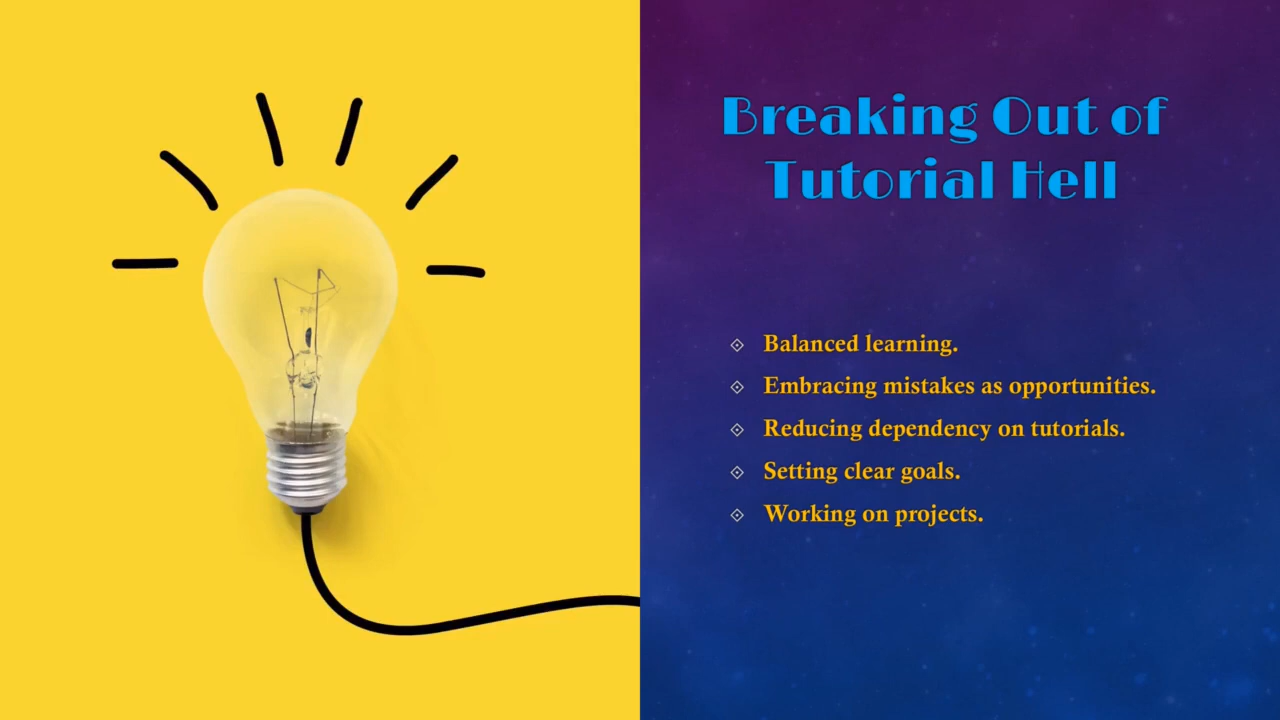 Breaking Out of
Tutorial Hell
Balanced learning.
Embracing mistakes as opportunities.
Reducing dependency on tutorials.
Setting clear goals.
Working on projects.